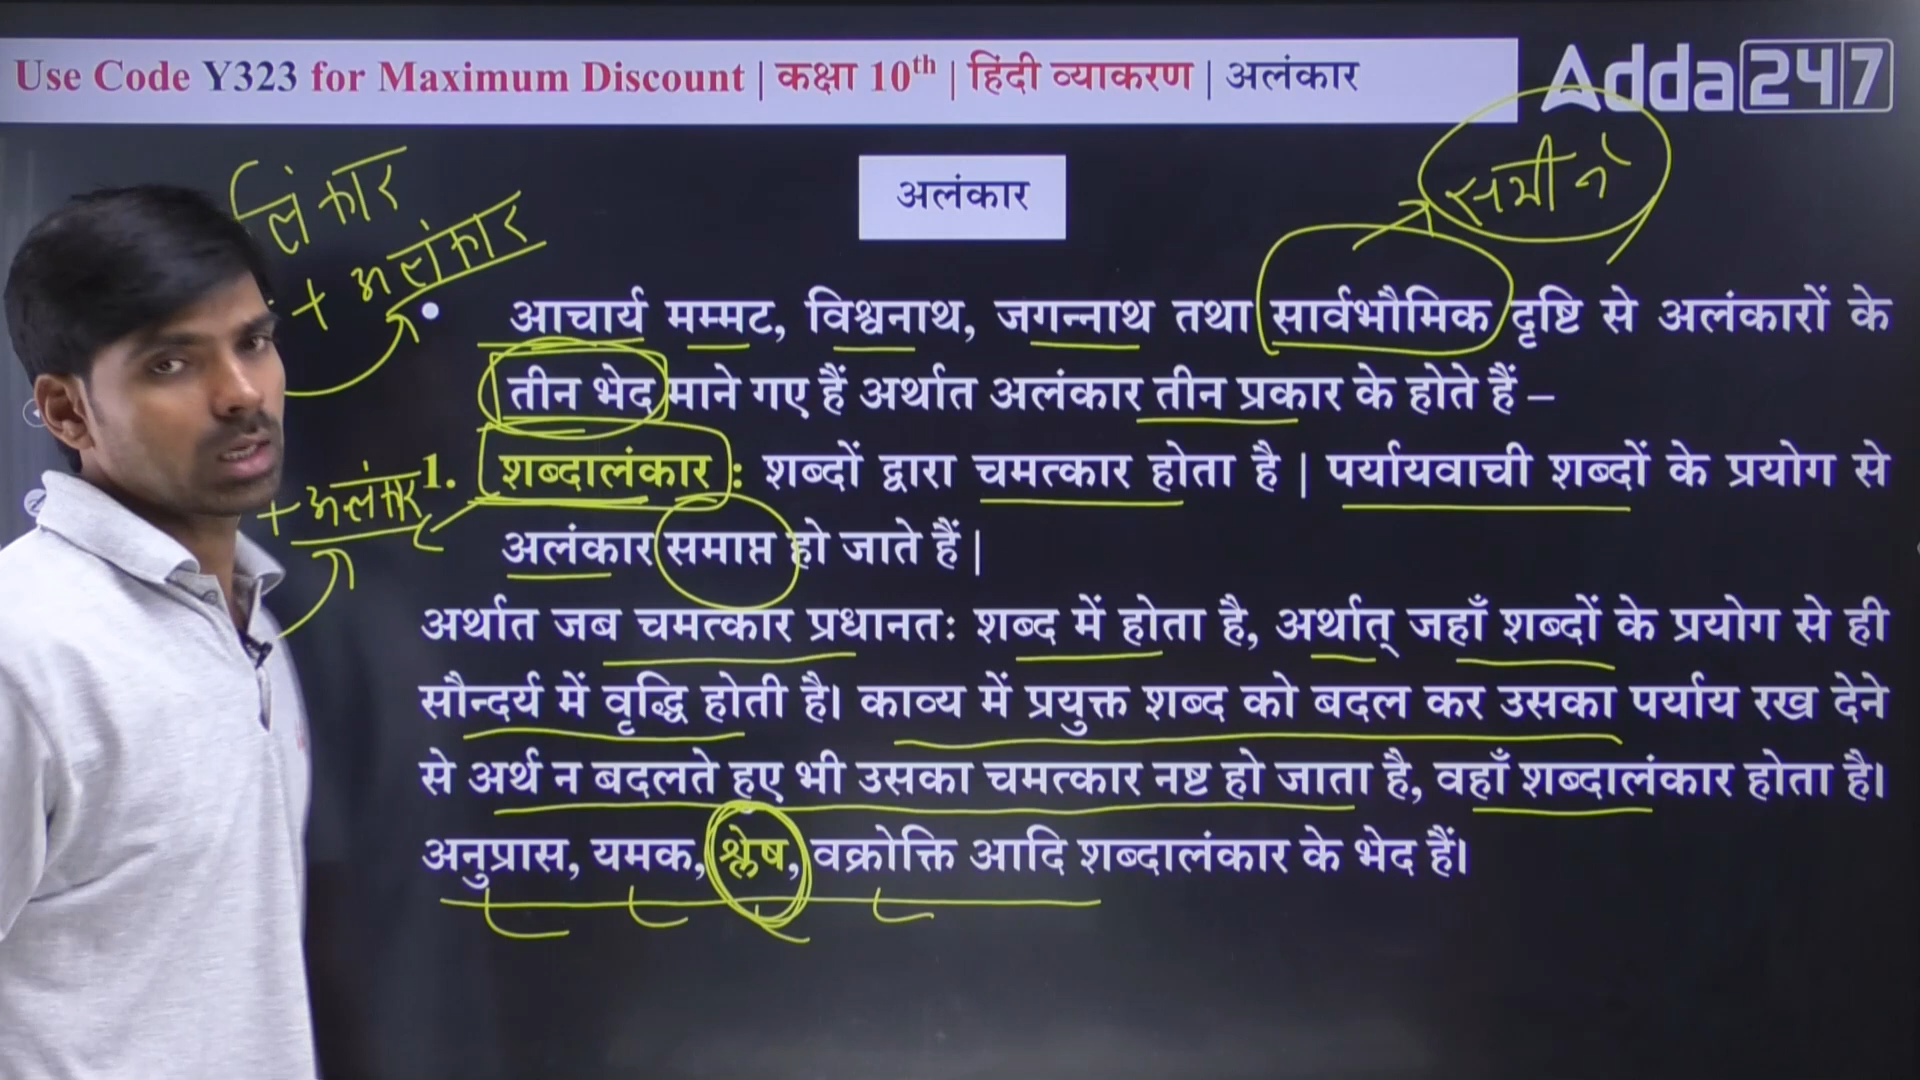 Use Code Y323 for Maximum Discount | कक्षा 10th | हिंदी व्याकरण | अलंकार
Adda247
अलंकार
सभी ने
लंकार
+ अलंकार
• आचार्य मम्मट, विश्वनाथ, जगन्नाथ तथा सार्वभौमिक दृष्टि से अलंकारों के
तीन भेद माने गए हैं अर्थात अलंकार तीन प्रकार के होते हैं –
1. शब्दालंकार : शब्दों द्वारा चमत्कार होता है | पर्यायवाची शब्दों के प्रयोग से
+ अलंकार
अलंकार समाप्त हो जाते हैं |
अर्थात जब चमत्कार प्रधानतः शब्द में होता है, अर्थात् जहाँ शब्दों के प्रयोग से ही
सौन्दर्य में वृद्धि होती है। काव्य में प्रयुक्त शब्द को बदल कर उसका पर्याय रख देने
से अर्थ न बदलते हुए भी उसका चमत्कार नष्ट हो जाता है, वहाँ शब्दालंकार होता है।
अनुप्रास, यमक, श्लेष, वक्रोक्ति आदि शब्दालंकार के भेद हैं।